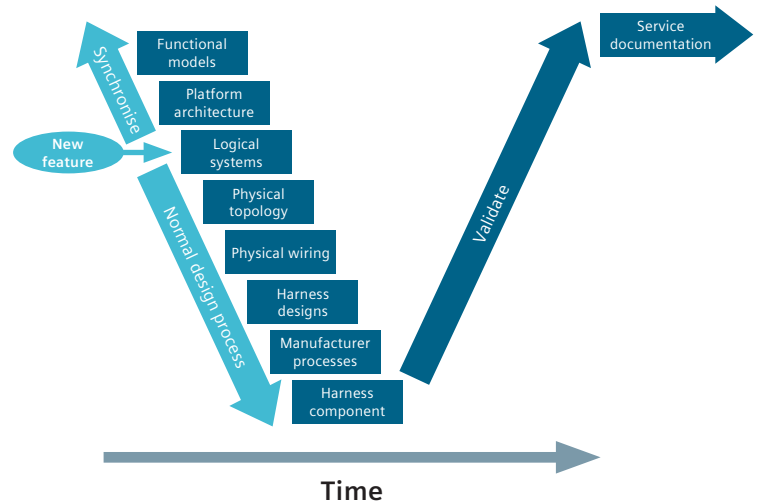 Functional
models
Platform
architecture
Synchronise
New
feature
Logical
systems
Physical
topology
Normal design process
Physical wiring
Harness
designs
Manufacturer
processes
Harness
component
Validate
Service
documentation
Time